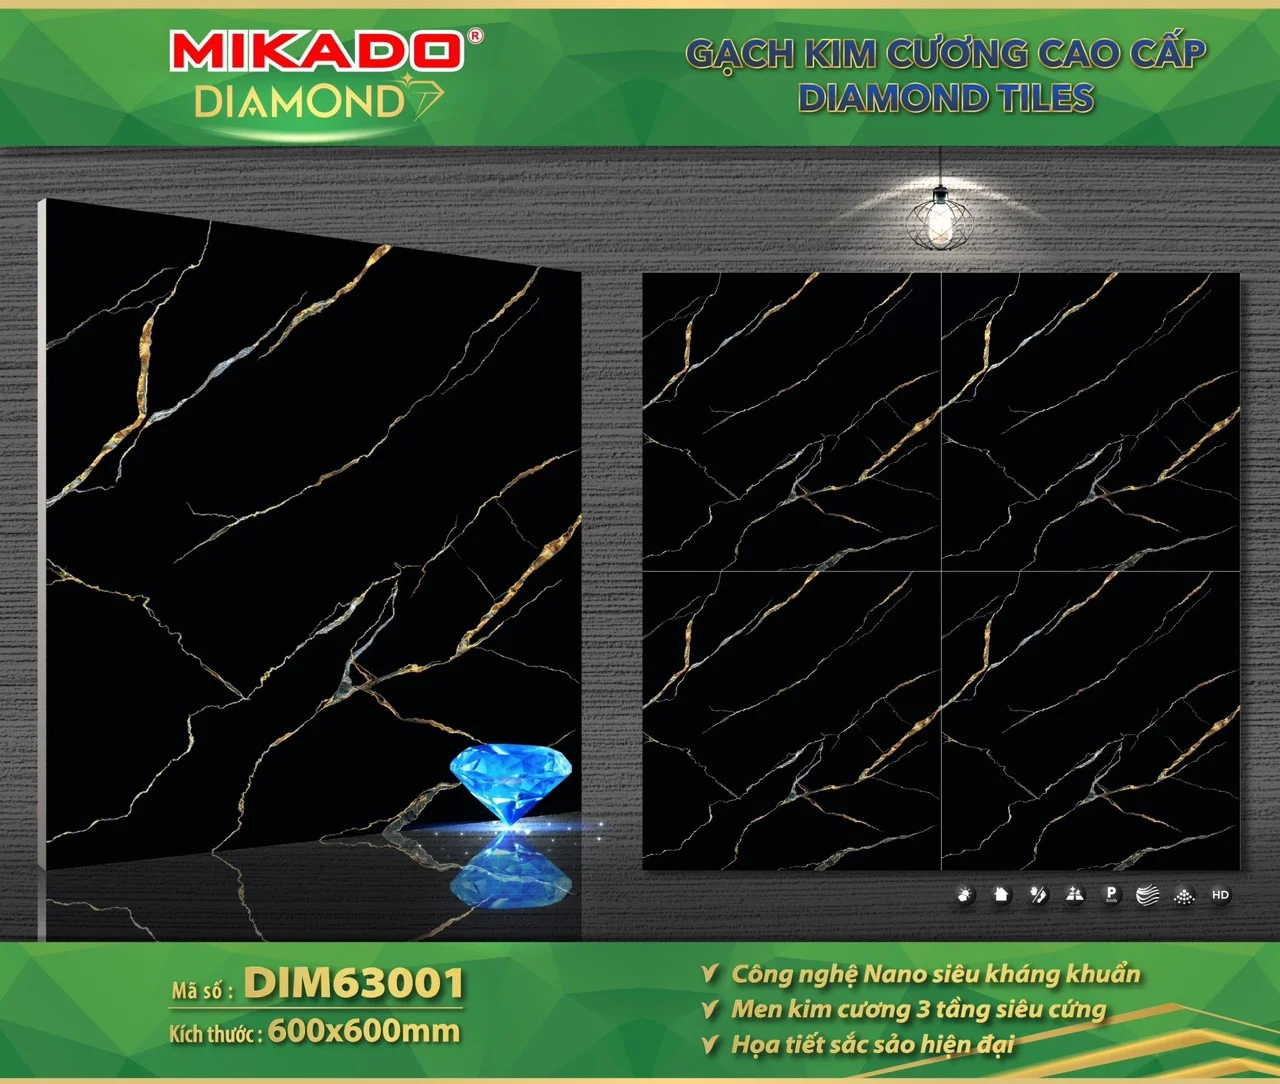 MIKADO®
DIAMOND
GẠCH KIM CƯƠNG CAO CẤP
DIAMOND TILES
P
body
HD
Mã số : DIM63001
Kích thước : 600x600mm
Công nghệ Nano siêu kháng khuẩn
Men kim cương 3 tầng siêu cứng
Họa tiết sắc sảo hiện đại